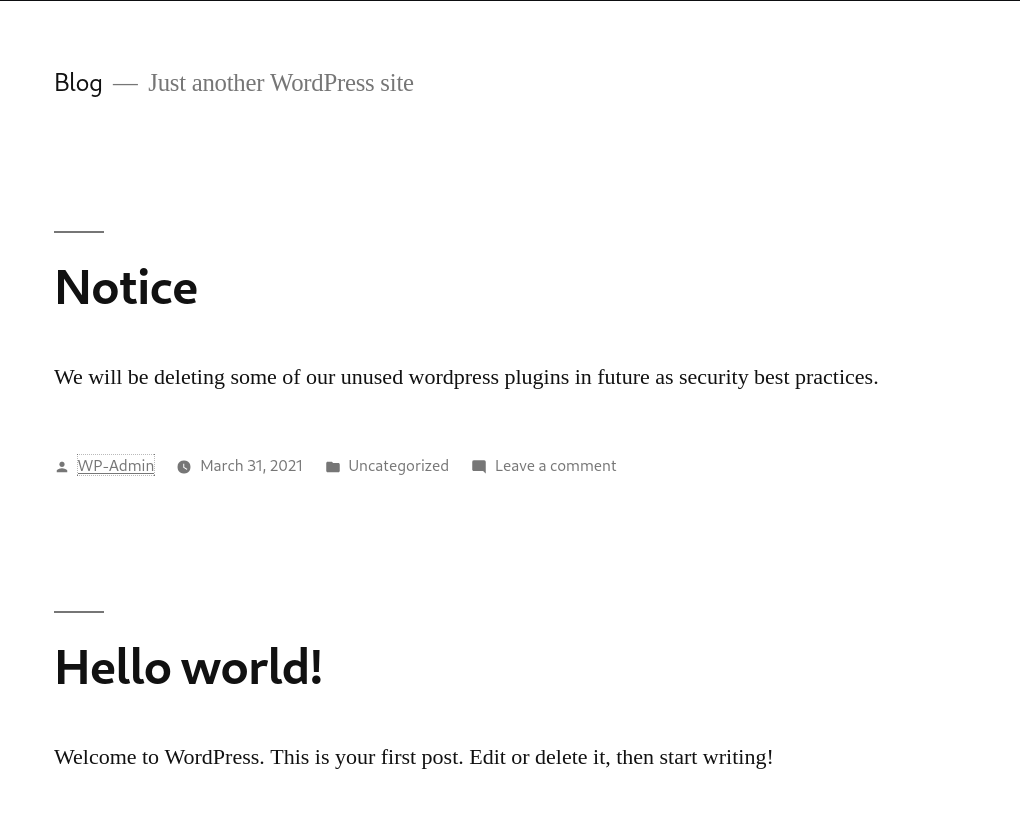 Blog — Just another WordPress site
Notice
We will be deleting some of our unused wordpress plugins in future as security best practices.
WP-Admin March 31, 2021 Uncategorized Leave a comment
Hello world!
Welcome to WordPress. This is your first post. Edit or delete it, then start writing!